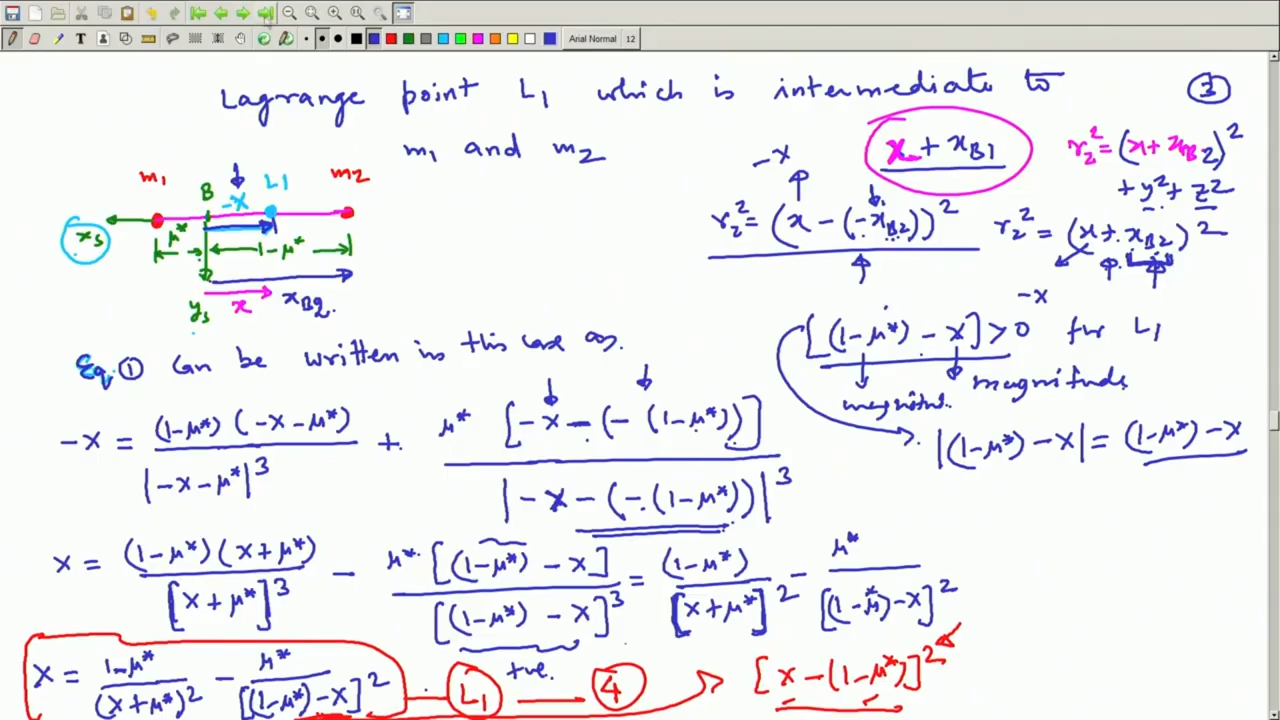 Arial Normal 12
Lagrange point L1 which is intermediate to
m1 and m2
③
x + xB1
r2² = (x + xB2)²
+ y² + z²
-X
r2² = (x - (-xB2))²
r2² = (x + xB2)²
-X
m1 B -X L1 m2
xs μ* 1-μ*
ys x xB2.
[(1-μ*) - X] > 0 for L1
magnitude
|(1-μ*) - X| = (1-μ*) - X
Eq. ① can be written in this case as.
-X = (1-μ*)(-X-μ*) / |-X-μ*|³ + μ* [-X - (-(1-μ*))] / |-X - (-(1-μ*))|³
X = (1-μ*)(X+μ*) / [X+μ*]³ - μ* [(1-μ*) - X] / [(1-μ*) - X]³ = (1-μ*) / [X+μ*]² - μ* / [(1-μ*)-X]²
+ve.
X = 1-μ* / (X+μ*)² - μ* / [(1-μ*)-X]² — L1 — ④
[X - (1-μ*)]²